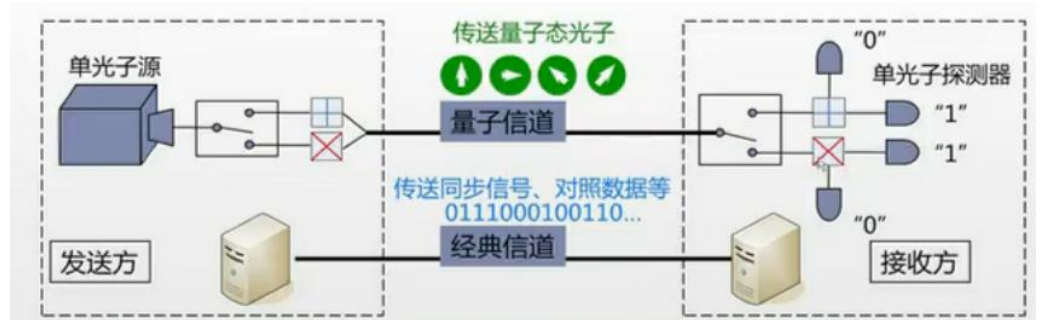 传送量子态光子
"0"
单光子源
单光子探测器
"1"
量子信道
"1"
传送同步信号、对照数据等
0111000100110...
"0"
发送方
经典信道
接收方